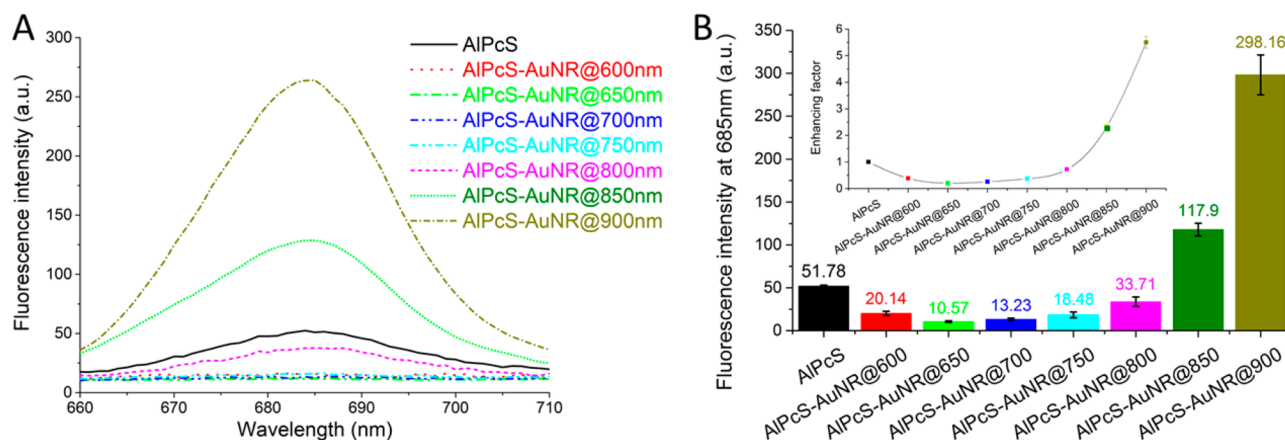 A
Fluorescence intensity (a.u.)
300
250
200
150
100
50
0
660
670
680
690
700
710
Wavelength (nm)
AlPcS
AlPcS-AuNR@600nm
AlPcS-AuNR@650nm
AlPcS-AuNR@700nm
AlPcS-AuNR@750nm
AlPcS-AuNR@800nm
AlPcS-AuNR@850nm
AlPcS-AuNR@900nm
B
Fluorescence intensity at 685nm (a.u.)
350
300
250
200
150
100
50
0
51.78
20.14
10.57
13.23
18.48
33.71
117.9
298.16
AlPcS
AlPcS-AuNR@600
AlPcS-AuNR@650
AlPcS-AuNR@700
AlPcS-AuNR@750
AlPcS-AuNR@800
AlPcS-AuNR@850
AlPcS-AuNR@900
Enhancing factor
6
5
4
3
2
1
0
AlPcS
AlPcS-AuNR@600
AlPcS-AuNR@650
AlPcS-AuNR@700
AlPcS-AuNR@750
AlPcS-AuNR@800
AlPcS-AuNR@850
AlPcS-AuNR@900